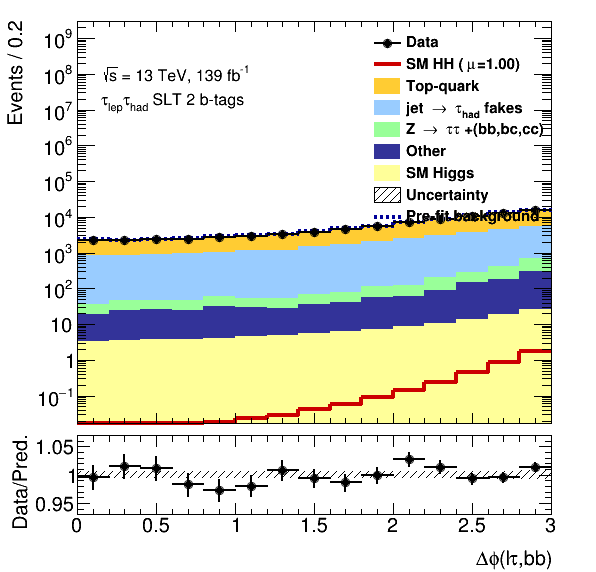 Events / 0.2
10⁹
10⁸
10⁷
10⁶
10⁵
10⁴
10³
10²
10
1
10⁻¹
√s = 13 TeV, 139 fb⁻¹
τlepτhad SLT 2 b-tags
Data
SM HH ( μ=1.00)
Top-quark
jet → τhad fakes
Z → ττ +(bb,bc,cc)
Other
SM Higgs
Uncertainty
Pre-fit background
Data/Pred.
1.05
1
0.95
0 0.5 1 1.5 2 2.5 3
Δϕ(lτ,bb)